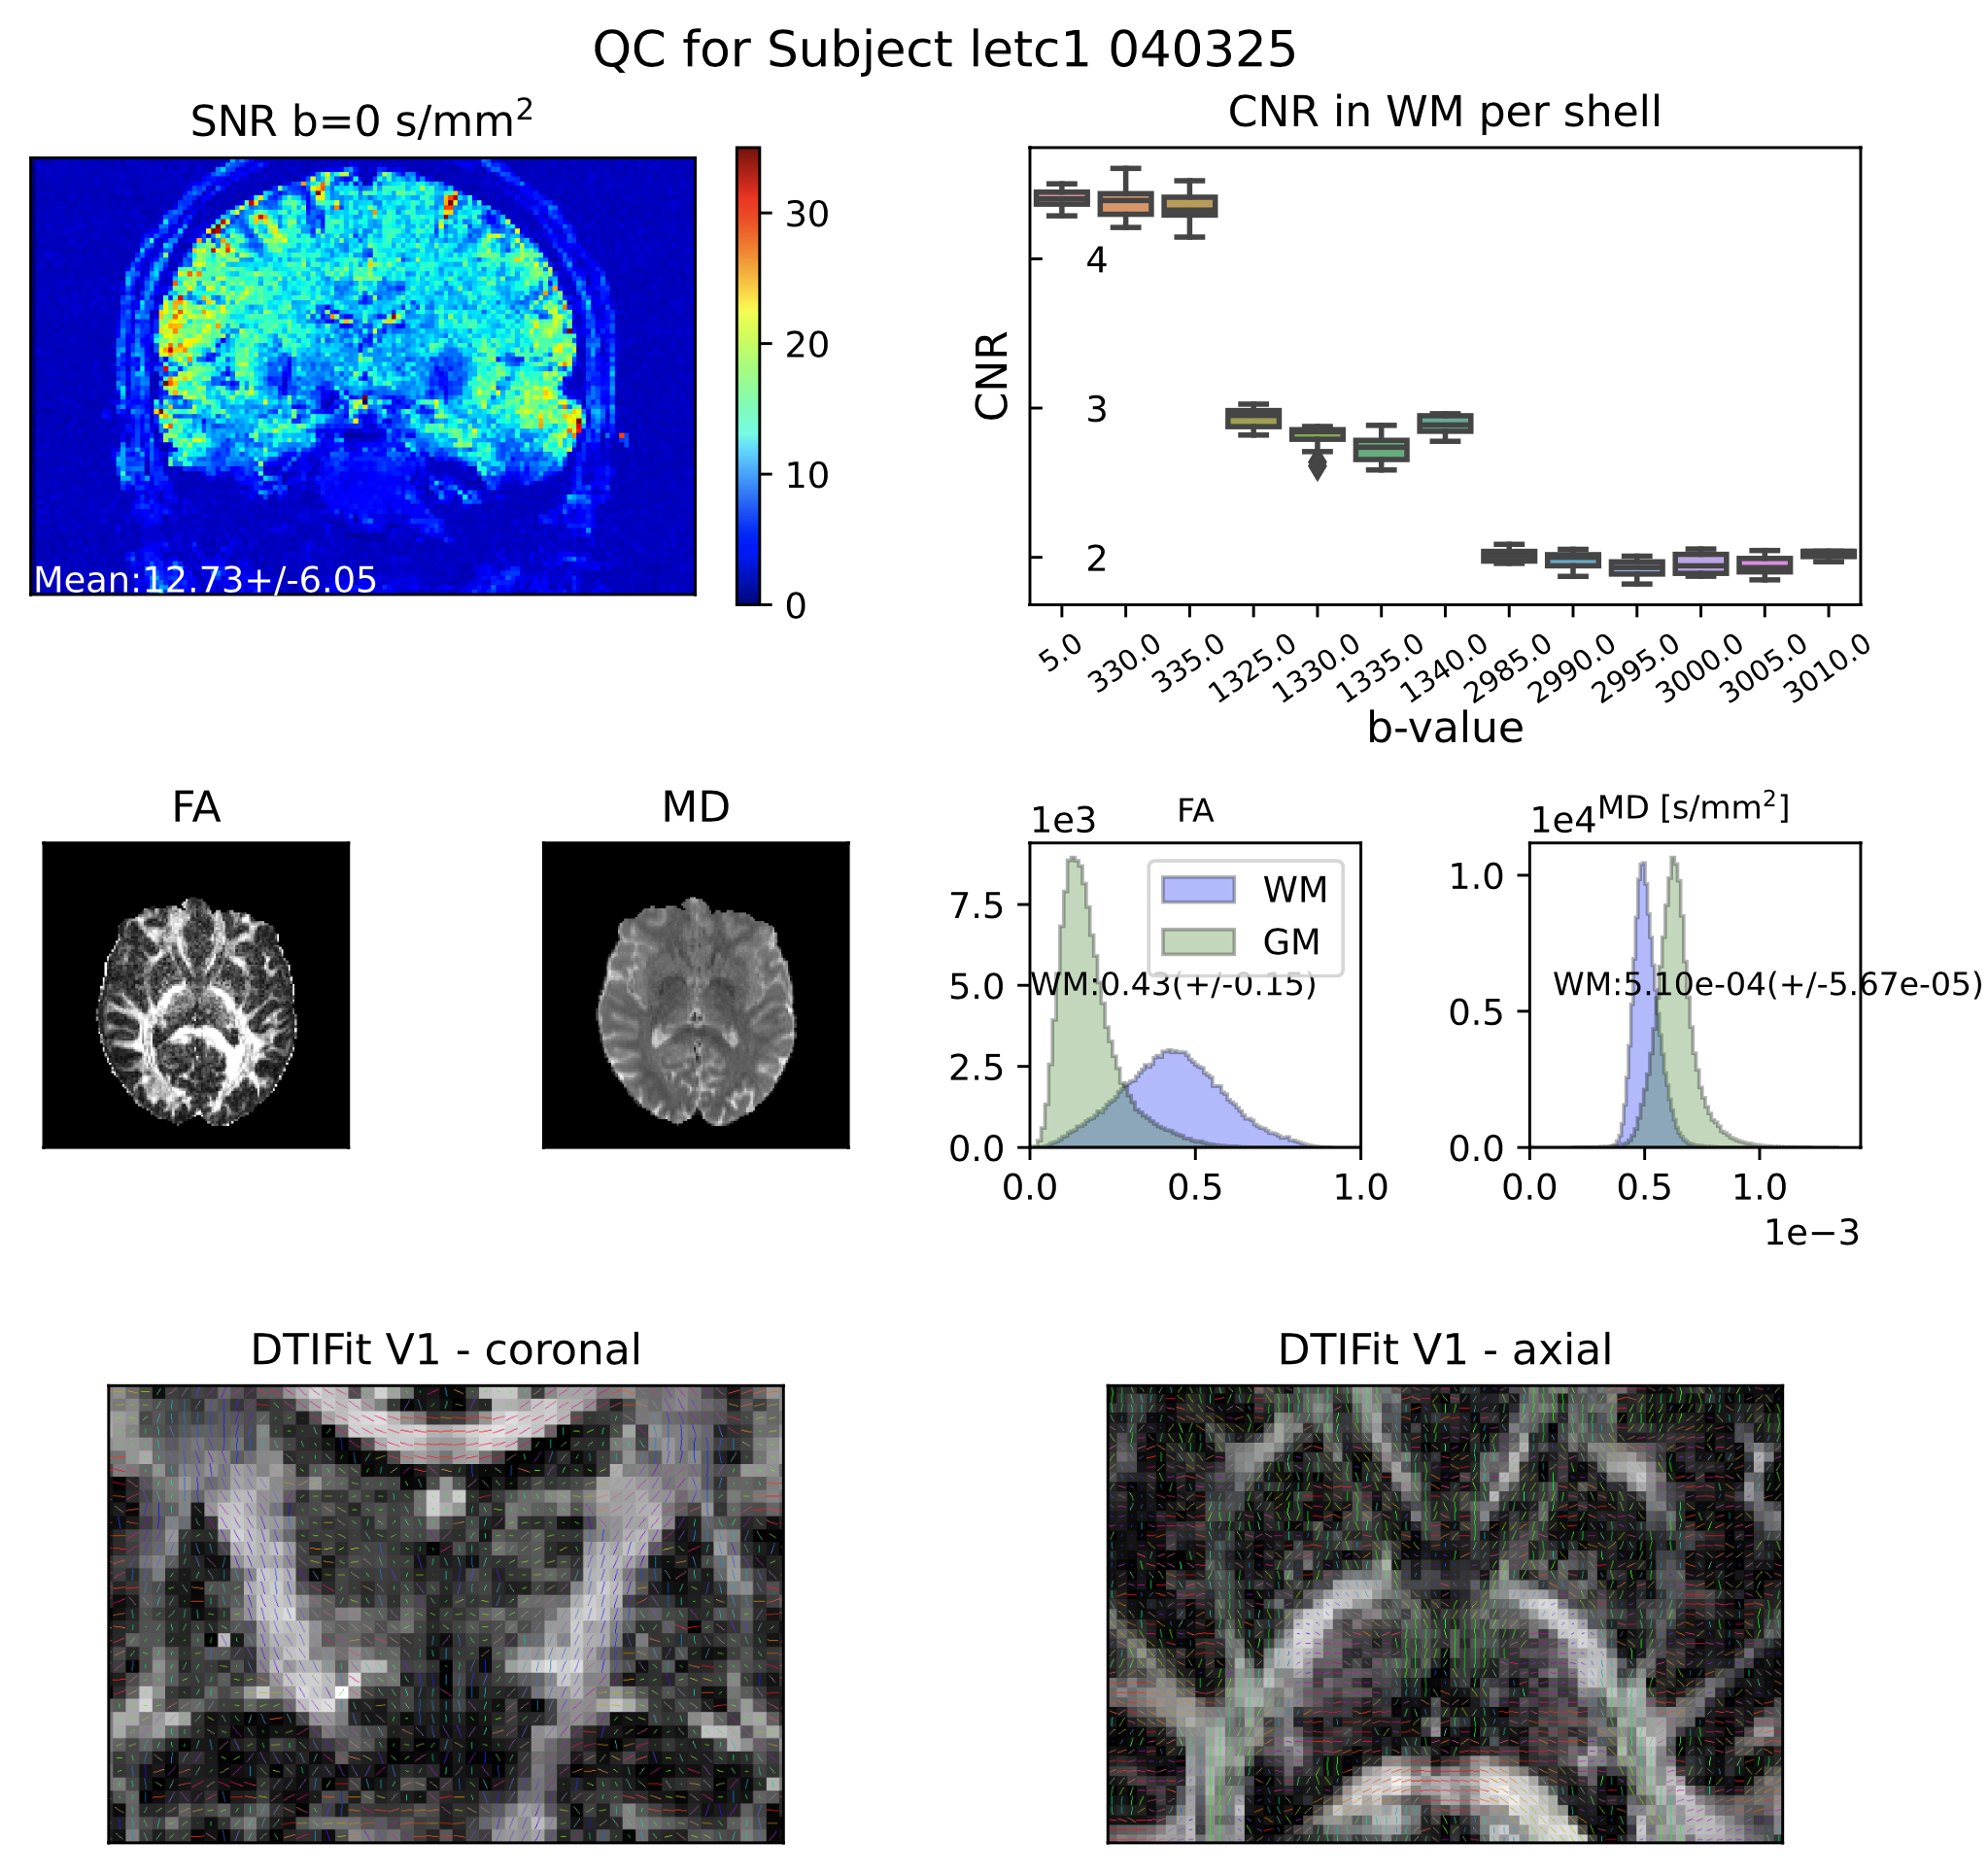 QC for Subject letc1 040325
SNR b=0 s/mm²
Mean:12.73+/-6.05
30
20
10
0
CNR in WM per shell
CNR
4
3
2
5.0 330.0 335.0 1325.0 1330.0 1335.0 1340.0 2985.0 2990.0 2995.0 3000.0 3005.0 3010.0
b-value
FA
MD
1e3 FA
WM
GM
WM:0.43(+/-0.15)
7.5
5.0
2.5
0.0
0.0 0.5 1.0
1e4 MD [s/mm²]
WM:5.10e-04(+/-5.67e-05)
1.0
0.5
0.0
0.0 0.5 1.0
1e−3
DTIFit V1 - coronal
DTIFit V1 - axial